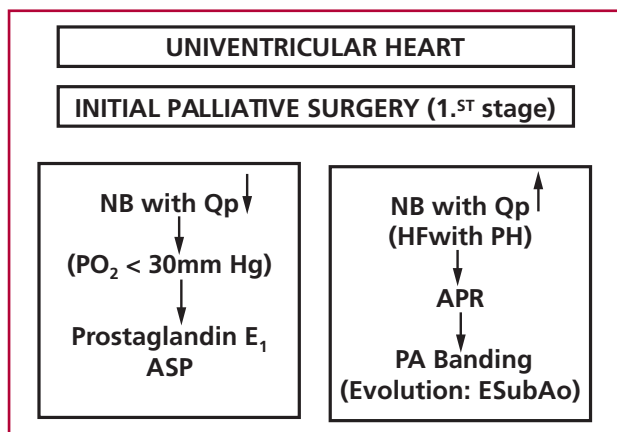 UNIVENTRICULAR HEART
INITIAL PALLIATIVE SURGERY (1.ST stage)
NB with Qp
(PO2 < 30mm Hg)
Prostaglandin E1
ASP
NB with Qp
(HFwith PH)
APR
PA Banding
(Evolution: ESubAo)